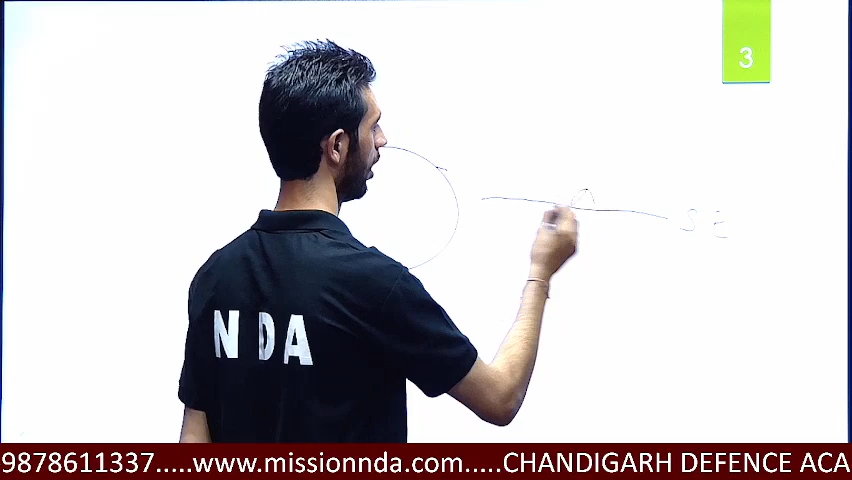 3
S E
N DA
9878611337.....www.missionnda.com.....CHANDIGARH DEFENCE ACA